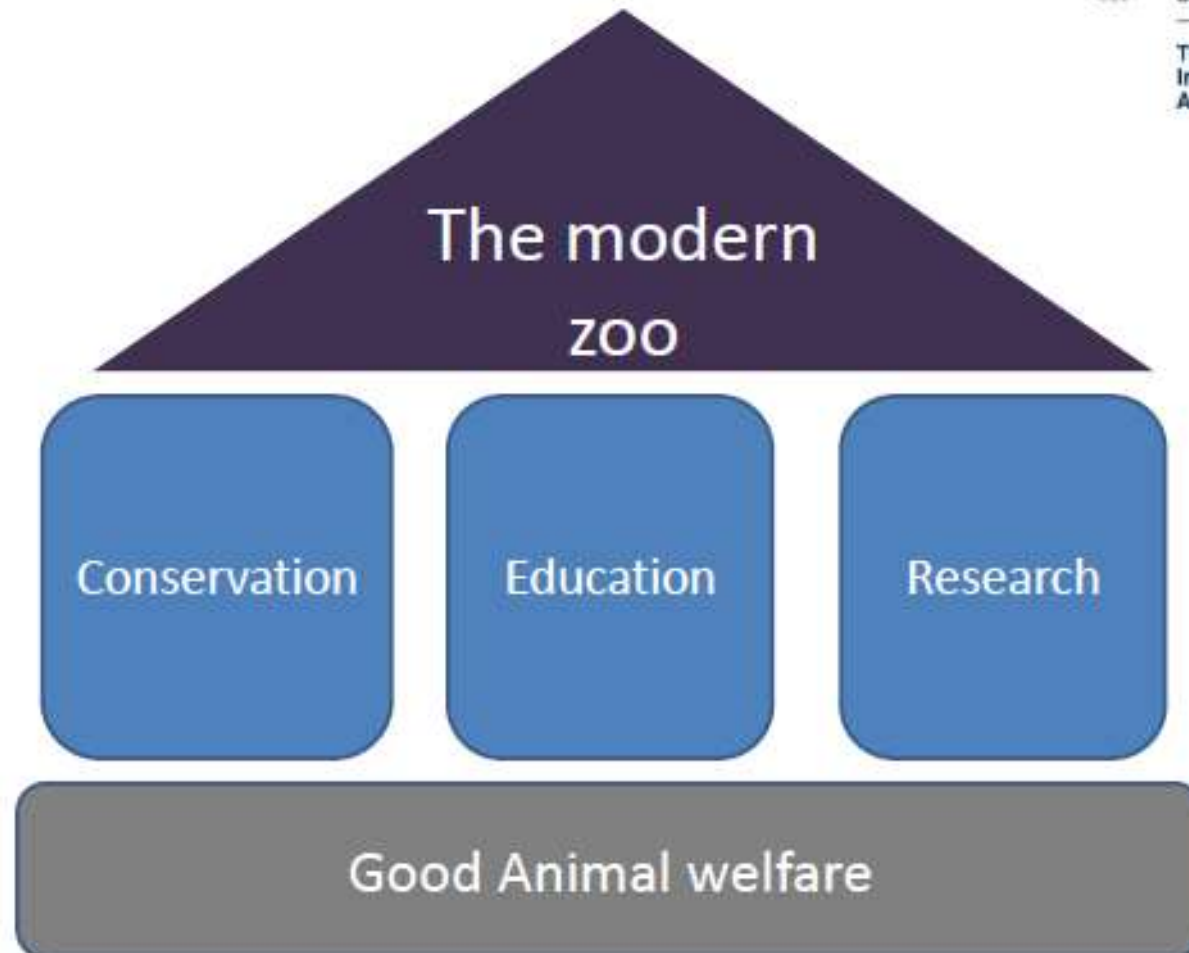 The modern
zoo
Conservation
Education
Research
Good Animal welfare